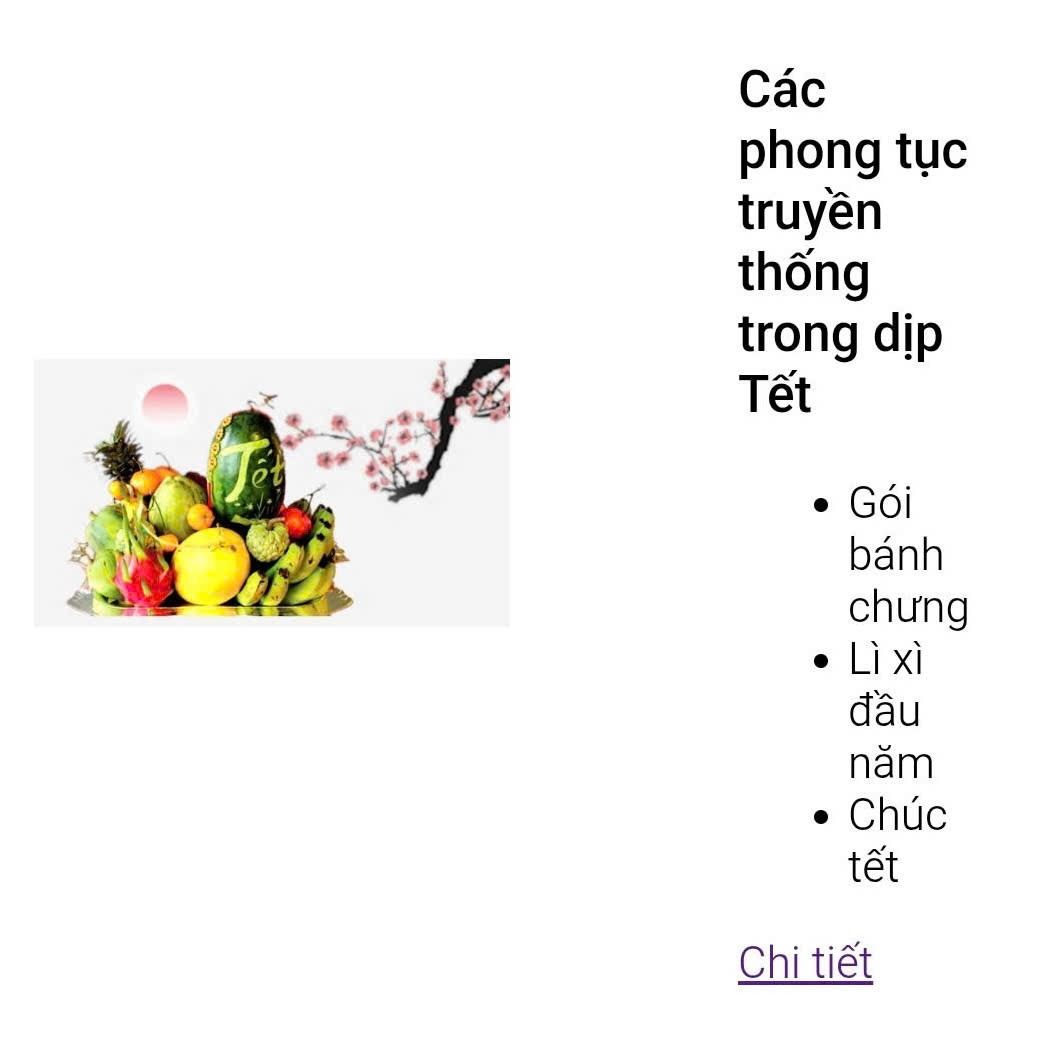 Tết
Các
phong tục
truyền
thống
trong dịp
Tết
Gói
bánh
chưng
Lì xì
đầu
năm
Chúc
tết
Chi tiết